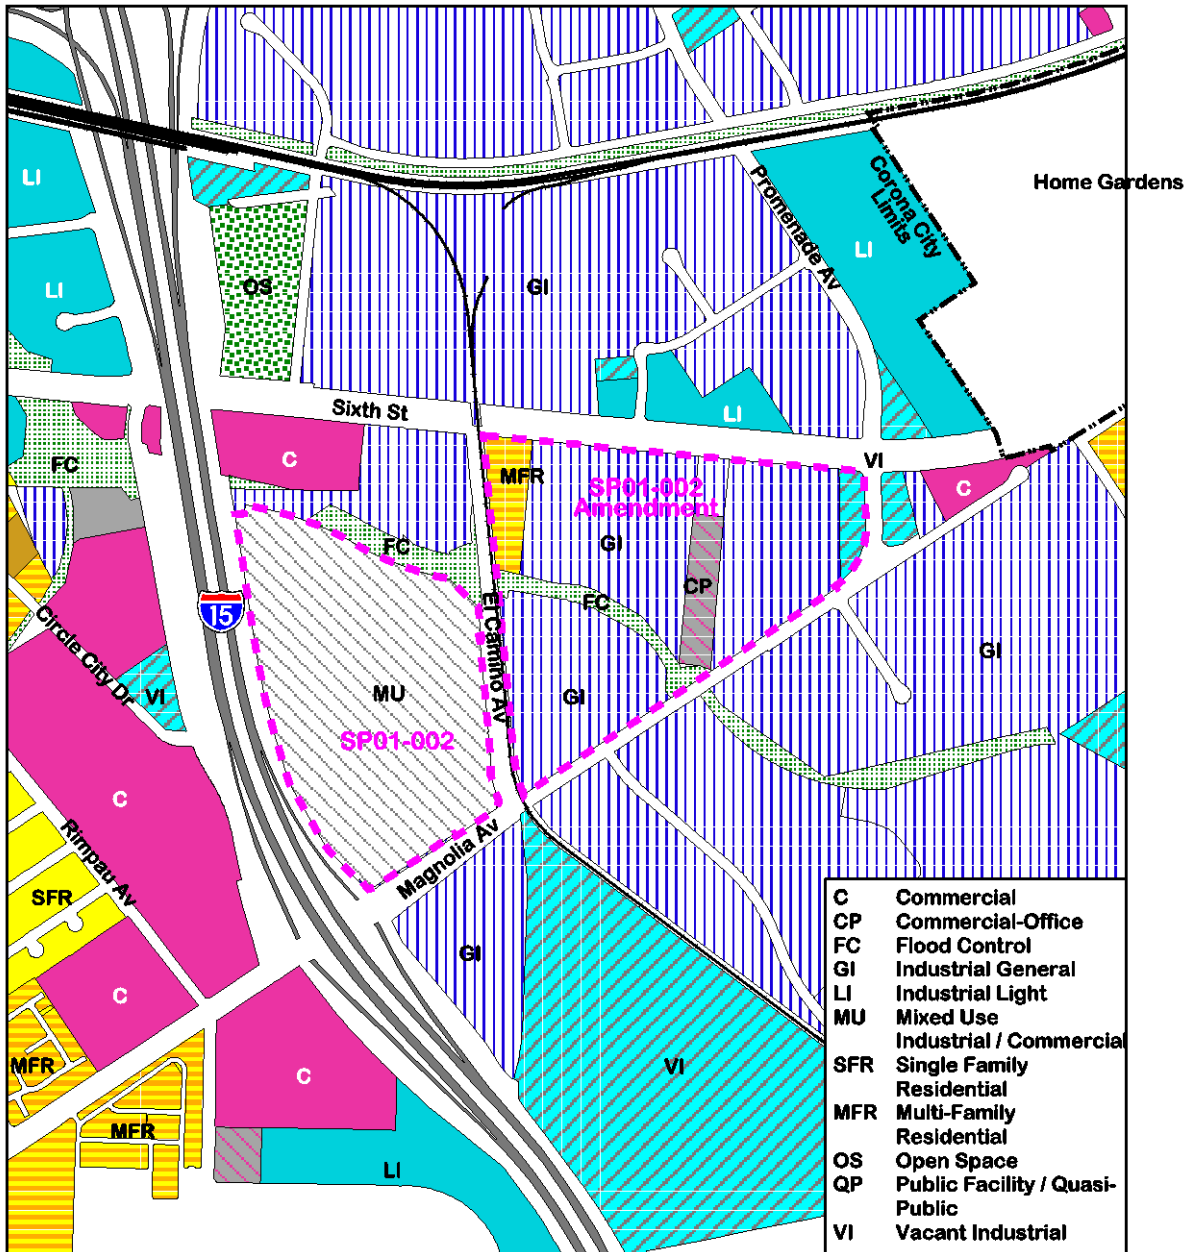 LI
Promenade Av
Corona City
Limits
Home Gardens
LI
LI
OS
GI
Sixth St
LI
C
FC
MFR
VI
C
SP01-002
Amendment
GI
FC
CP
FC
15
El Camino Av
Circle City Dr
VI
MU
GI
GI
SP01-002
C
Rimpau Av
Magnolia Av
SFR
GI
C
MFR
C
VI
MFR
LI
C Commercial
CP Commercial-Office
FC Flood Control
GI Industrial General
LI Industrial Light
MU Mixed Use
Industrial / Commercial
SFR Single Family
Residential
MFR Multi-Family
Residential
OS Open Space
QP Public Facility / Quasi-
Public
VI Vacant Industrial